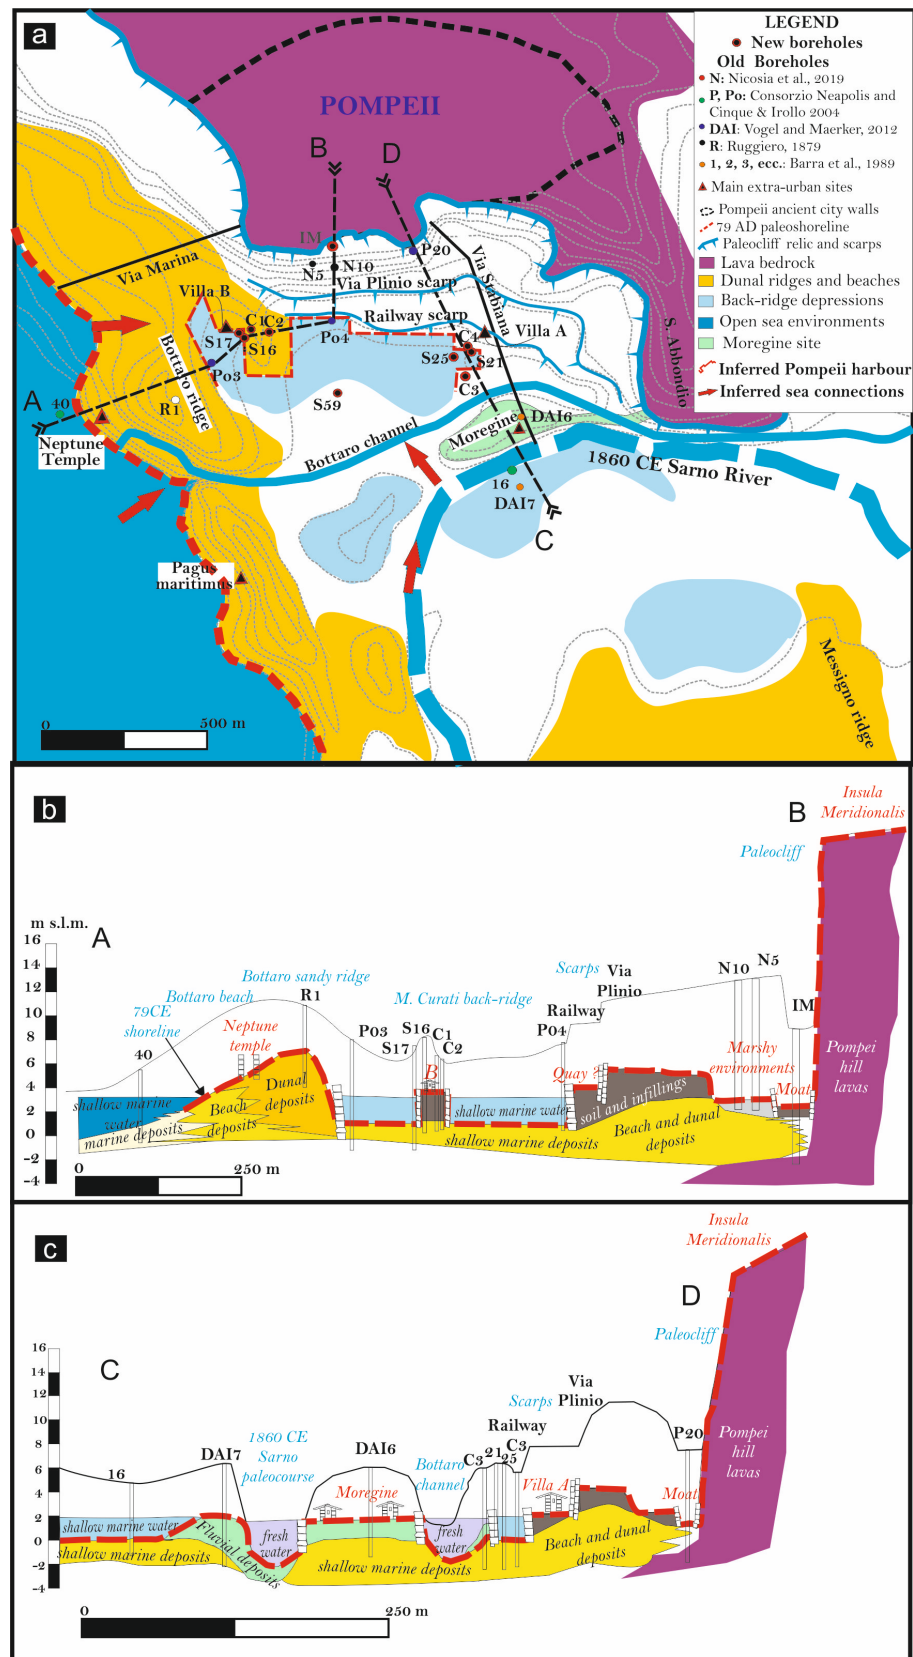 a
POMPEII
LEGEND
New boreholes
Old Boreholes
N: Nicosia et al., 2019
P, Po: Consorzio Neapolis and
Cinque & Irollo 2004
DAI: Vogel and Maerker, 2012
R: Ruggiero, 1879
1, 2, 3, ecc.: Barra et al., 1989
Main extra-urban sites
Pompeii ancient city walls
79 AD paleoshoreline
Paleocliff relic and scarps
Lava bedrock
Dunal ridges and beaches
Back-ridge depressions
Open sea environments
Moregine site
Inferred Pompeii harbour
Inferred sea connections
B
D
IM
P20
N5
N10
Via Marina
Via Plinio scarp
Via Stabiana
Villa B
Railway scarp
C1
C2
Po4
Villa A
S17
S16
C4
S25
S21
Po3
C3
S. Abbondio
Bottaro ridge
A
40
R1
S59
Neptune
Temple
Bottaro channel
Moregine
DAI6
1860 CE Sarno River
16
DAI7
C
Pagus
maritimus
Messigno ridge
0
500 m
b
B
Insula
Meridionalis
Paleocliff
m s.l.m.
A
16
14
12
10
8
6
4
2
0
-2
-4
Bottaro sandy ridge
Bottaro beach
R1
79CE
shoreline
Neptune
temple
40
M. Curati back-ridge
P03
S16
S17
C1
C2
B
Scarps
Via
Plinio
Railway
P04
N10
N5
IM
Quay ?
Marshy
environments
Moat
Pompei
hill
lavas
shallow marine
water
marine deposits
Beach
deposits
Dunal
deposits
shallow marine water
shallow marine deposits
soil and infillings
Beach and dunal
deposits
0
250 m
c
Insula
Meridionalis
D
Paleocliff
C
16
14
12
10
8
6
4
2
0
-2
-4
Via
Plinio
Scarps
Railway
1860 CE
Sarno
paleocourse
16
DAI7
DAI6
Bottaro
channel
C3
21
25
C3
P20
Moregine
Villa A
Moat
Pompei
hill
lavas
shallow marine water
shallow marine deposits
Fluvial deposits
fresh
water
shallow marine deposits
fresh
water
Beach and dunal
deposits
0
250 m